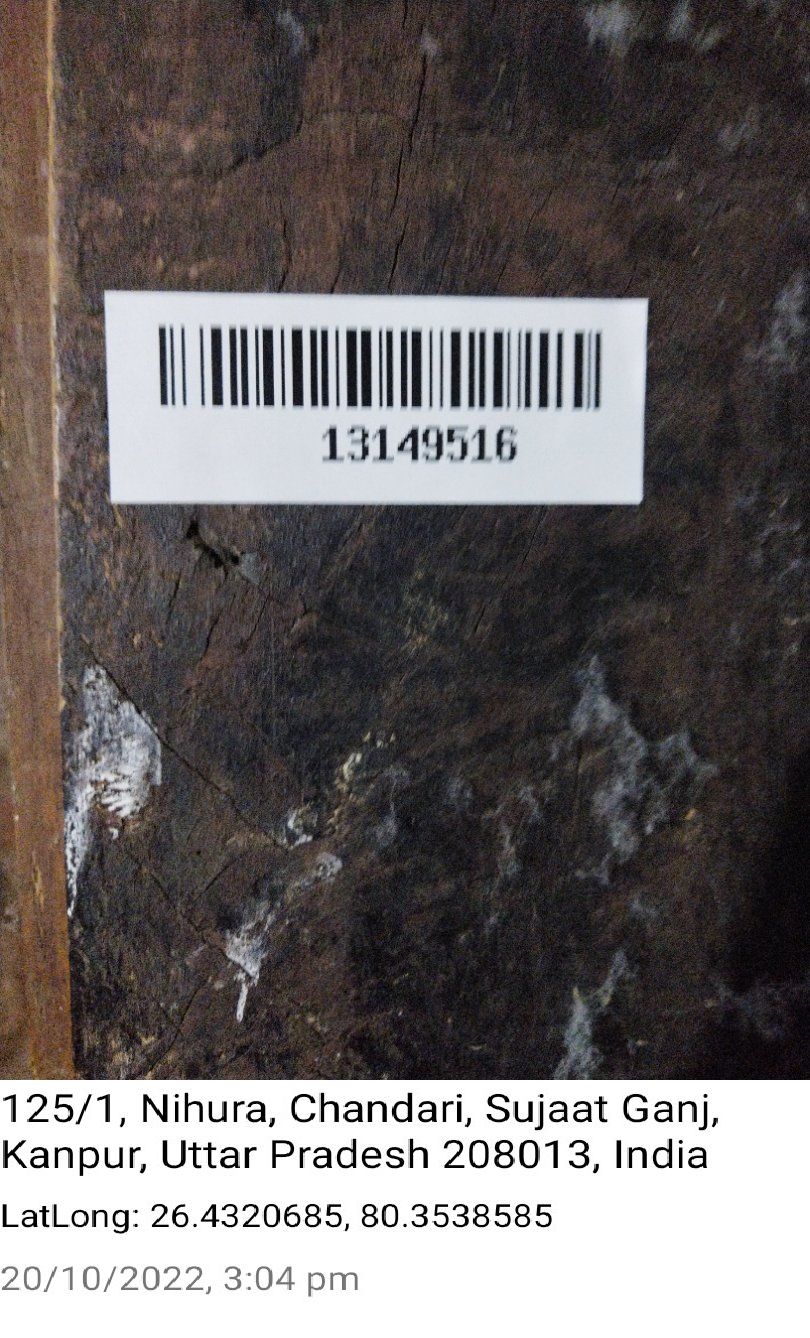 13149516
125/1, Nihura, Chandari, Sujaat Ganj,
Kanpur, Uttar Pradesh 208013, India
LatLong: 26.4320685, 80.3538585
20/10/2022, 3:04 pm